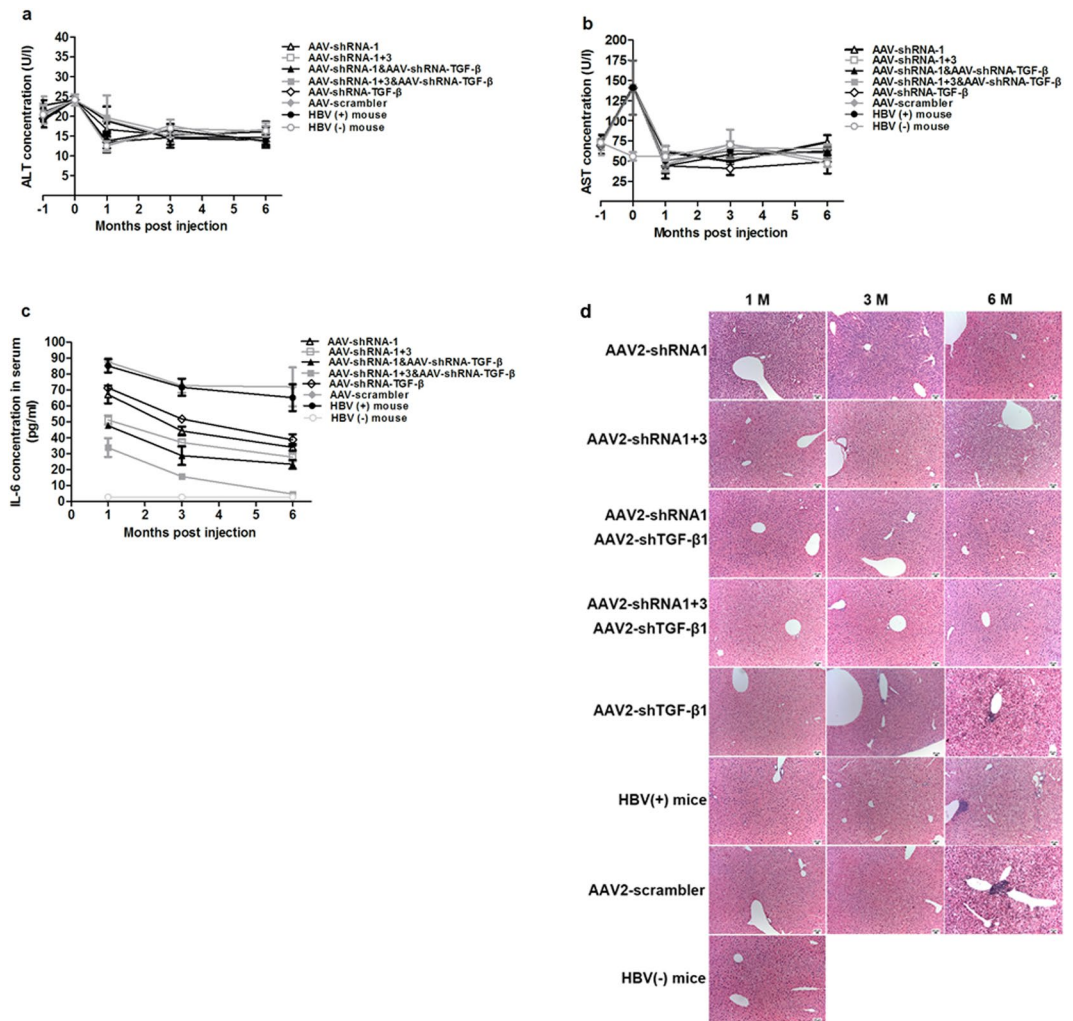 a
ALT concentration (U/l)
40
35
30
25
20
15
10
5
-1 0 1 3 6
Months post injection
AAV-shRNA-1
AAV-shRNA-1+3
AAV-shRNA-1&AAV-shRNA-TGF-β
AAV-shRNA-1+3&AAV-shRNA-TGF-β
AAV-shRNA-TGF-β
AAV-scrambler
HBV (+) mouse
HBV (-) mouse
b
AST concentration (U/l)
200
175
150
125
100
75
50
25
-1 0 1 3 6
Months post injection
AAV-shRNA-1
AAV-shRNA-1+3
AAV-shRNA-1&AAV-shRNA-TGF-β
AAV-shRNA-1+3&AAV-shRNA-TGF-β
AAV-shRNA-TGF-β
AAV-scrambler
HBV (+) mouse
HBV (-) mouse
c
IL-6 concentration in serum
(pg/ml)
100
90
80
70
60
50
40
30
20
10
0
0 1 2 3 4 5 6
Months post injection
AAV-shRNA-1
AAV-shRNA-1+3
AAV-shRNA-1&AAV-shRNA-TGF-β
AAV-shRNA-1+3&AAV-shRNA-TGF-β
AAV-shRNA-TGF-β
AAV-scrambler
HBV (+) mouse
HBV (-) mouse
d
1 M 3 M 6 M
AAV2-shRNA1
AAV2-shRNA1+3
AAV2-shRNA1
AAV2-shTGF-β1
AAV2-shRNA1+3
AAV2-shTGF-β1
AAV2-shTGF-β1
HBV(+) mice
AAV2-scrambler
HBV(-) mice